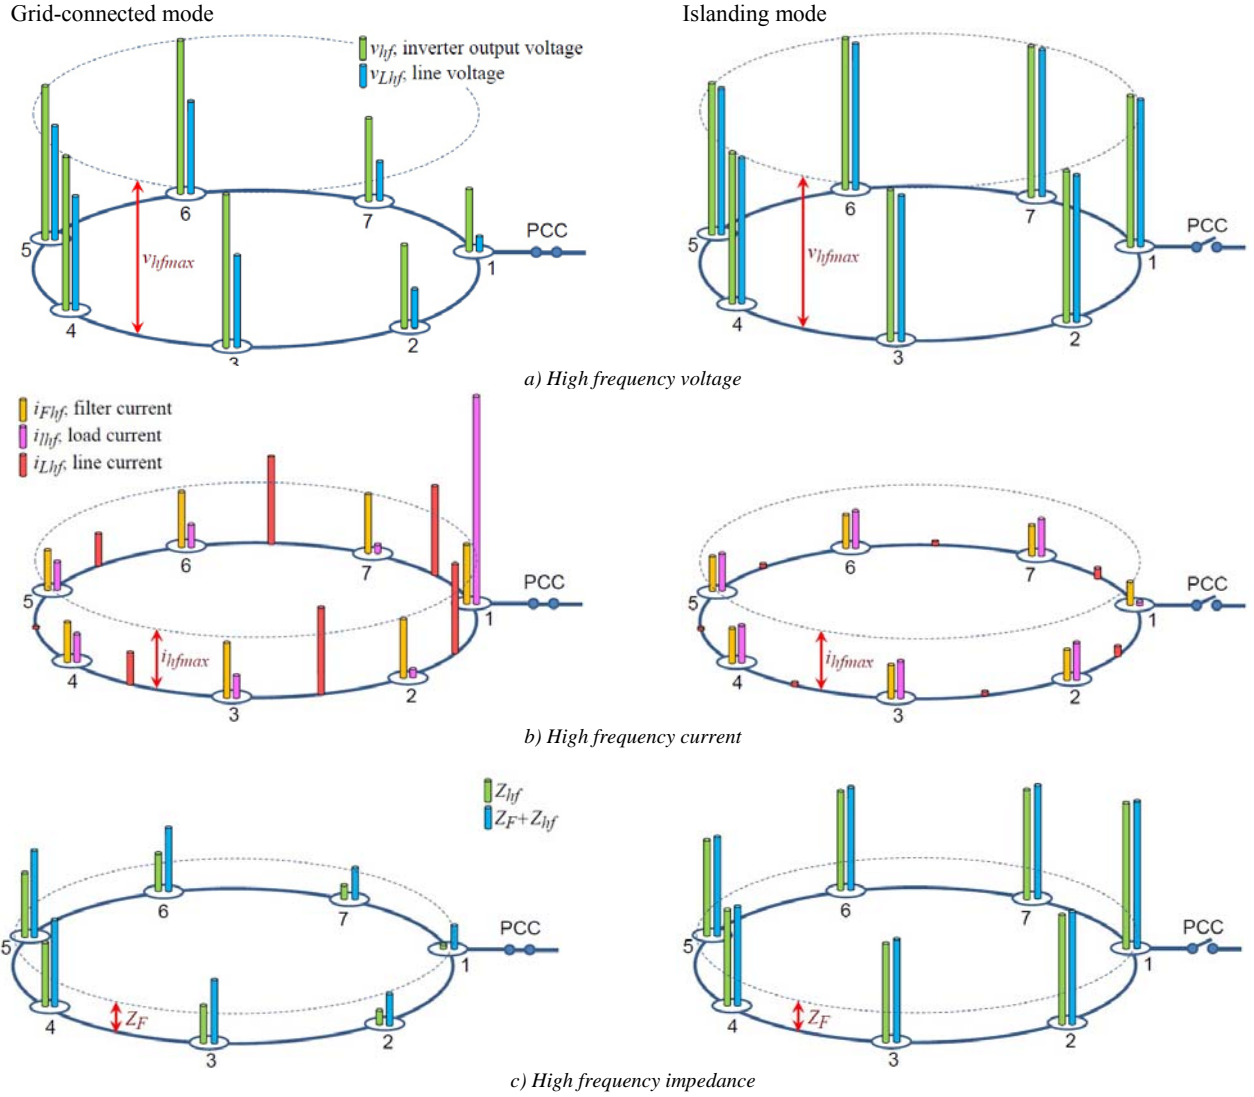 Grid-connected mode
Islanding mode
v_hf, inverter output voltage
v_Lhf, line voltage
6
7
5
PCC
1
v_hfmax
4
2
3
6
7
5
PCC
1
v_hfmax
4
2
3
a) High frequency voltage
i_Fhf, filter current
i_lhf, load current
i_Lhf, line current
6
7
5
PCC
1
i_hfmax
4
2
3
6
7
5
PCC
1
i_hfmax
4
2
3
b) High frequency current
Z_hf
Z_F+Z_hf
6
7
5
PCC
1
Z_F
4
2
3
6
7
5
PCC
1
Z_F
4
2
3
c) High frequency impedance